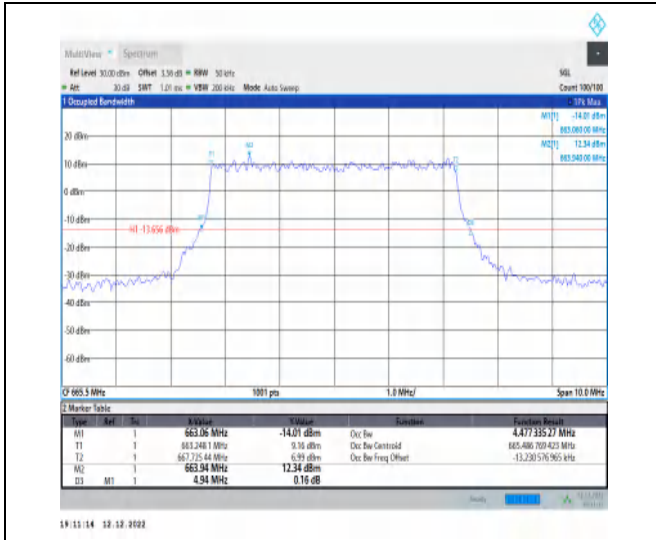 MultiView Spectrum
Ref Level 30.00 dBm Offset 3.56 dB RBW 50 kHz SGL
Att 30 dB SWT 1.01 ms VBW 200 kHz Mode Auto Sweep Count 100/100
1 Occupied Bandwidth 1Pk Max
M1[1] -14.01 dBm
663.060 00 MHz
M2[1] 12.34 dBm
663.940 00 MHz
20 dBm
M2
T1
10 dBm
0 dBm
-10 dBm
H1 -13.656 dBm
-20 dBm
-30 dBm
-40 dBm
-50 dBm
-60 dBm
CF 665.5 MHz 1001 pts 1.0 MHz/ Span 10.0 MHz
2 Marker Table
Type Ref Trc X-Value Y-Value Function Function Result
M1 1 663.06 MHz -14.01 dBm Occ Bw 4.477 335 27 MHz
T1 1 663.248 1 MHz 9.16 dBm Occ Bw Centroid 665.486 769 423 MHz
T2 1 667.725 44 MHz 6.99 dBm Occ Bw Freq Offset -13.230 576 965 kHz
M2 1 663.94 MHz 12.34 dBm
D3 M1 1 4.94 MHz 0.16 dB
Ready
19:11:14 12.12.2022